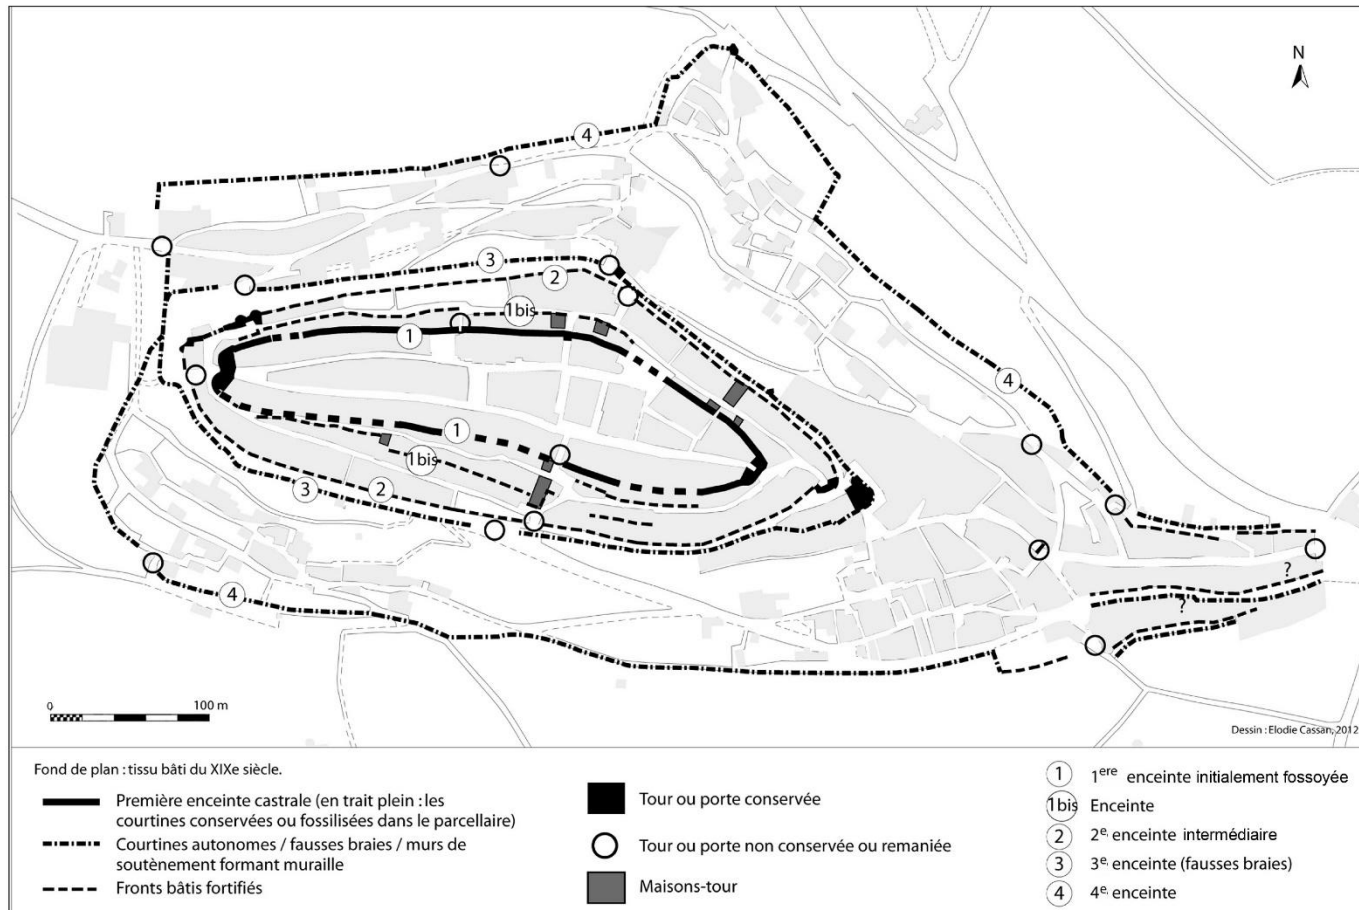 N
4
3
2
1bis
1
4
1
1bis
3
2
4
?
?
0 100 m
Dessin : Elodie Cassan, 2012
Fond de plan : tissu bâti du XIXe siècle.
Première enceinte castrale (en trait plein : les
courtines conservées ou fossilisées dans le parcellaire)
Courtines autonomes / fausses braies / murs de
soutènement formant muraille
Fronts bâtis fortifiés
Tour ou porte conservée
Tour ou porte non conservée ou remaniée
Maisons-tour
1 1ere enceinte initialement fossoyée
1bis Enceinte
2 2e enceinte intermédiaire
3 3e enceinte (fausses braies)
4 4e enceinte